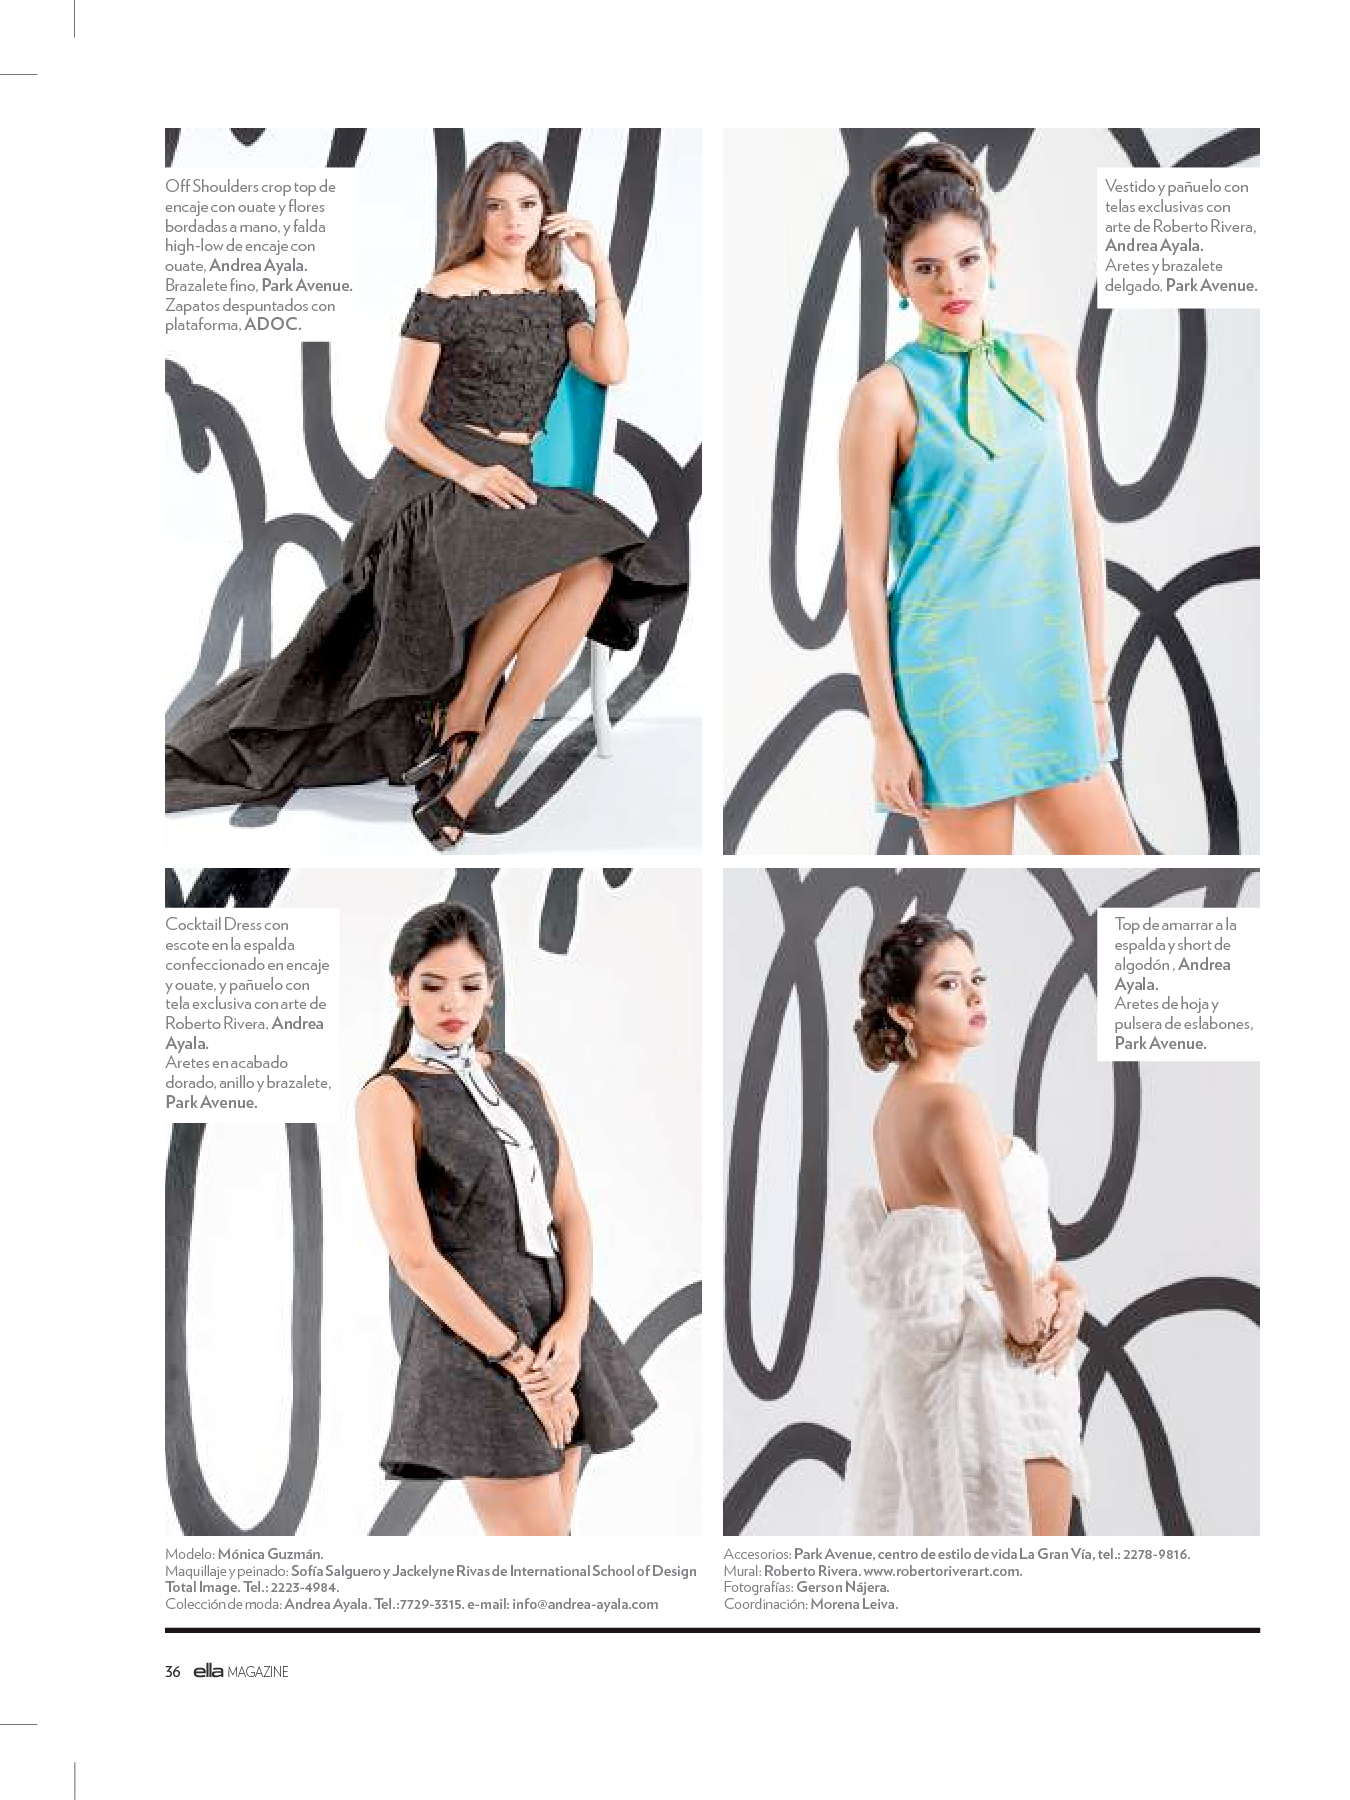 Off Shoulders crop top de
encaje con ouate y flores
bordadas a mano, y falda
high-low de encaje con
ouate, Andrea Ayala.
Brazalete fino, Park Avenue.
Zapatos despuntados con
plataforma, ADOC.
Vestido y pañuelo con
telas exclusivas con
arte de Roberto Rivera,
Andrea Ayala.
Aretes y brazalete
delgado, Park Avenue.
Cocktail Dress con
escote en la espalda
confeccionado en encaje
y ouate, y pañuelo con
tela exclusiva con arte de
Roberto Rivera, Andrea
Ayala.
Aretes en acabado
dorado, anillo y brazalete,
Park Avenue.
Top de amarrar a la
espalda y short de
algodón , Andrea
Ayala.
Aretes de hoja y
pulsera de eslabones,
Park Avenue.
Modelo: Mónica Guzmán.
Maquillaje y peinado: Sofía Salguero y Jackelyne Rivas de International School of Design
Total Image. Tel.: 2223-4984.
Colección de moda: Andrea Ayala. Tel.:7729-3315. e-mail: info@andrea-ayala.com
Accesorios: Park Avenue, centro de estilo de vida La Gran Vía, tel.: 2278-9816.
Mural: Roberto Rivera. www.robertoriverart.com.
Fotografías: Gerson Nájera.
Coordinación: Morena Leiva.
36 ella MAGAZINE